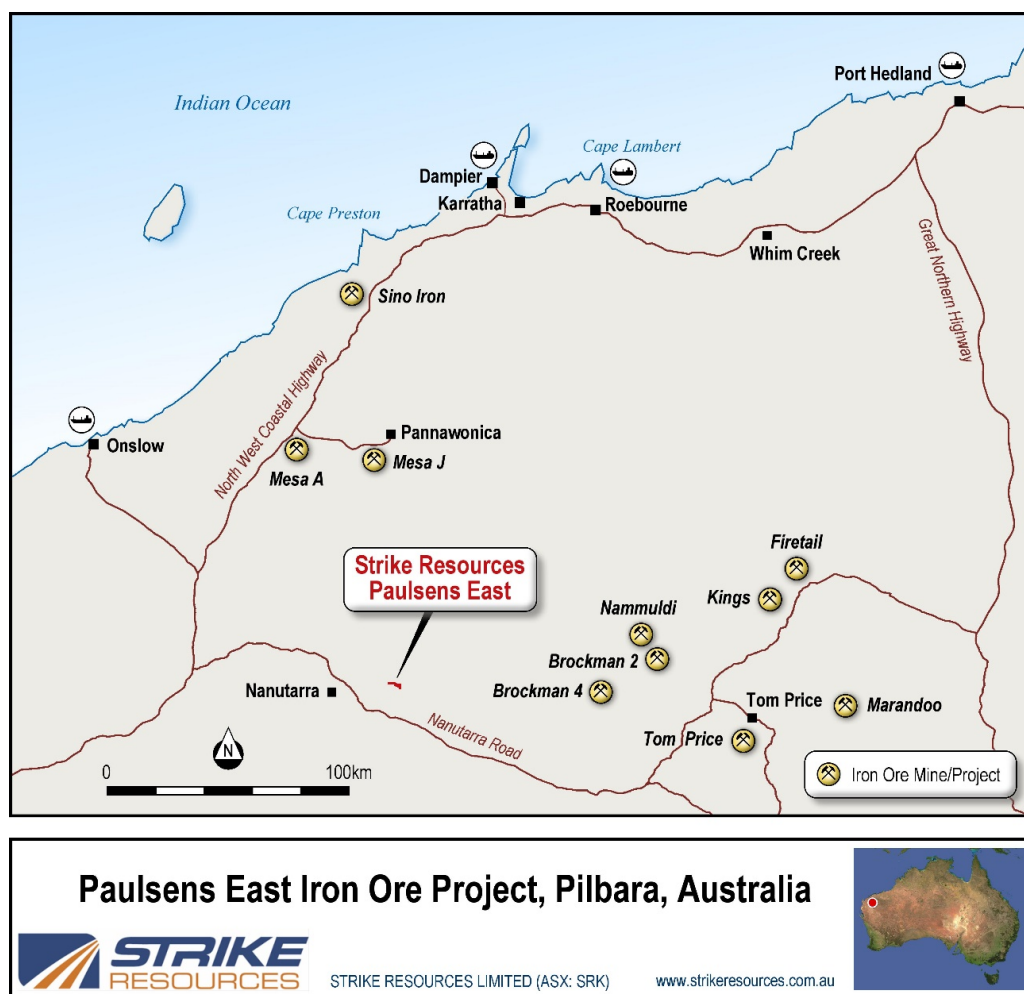 Port Hedland
Indian Ocean
Cape Lambert
Dampier
Karratha
Roebourne
Cape Preston
Whim Creek
Great Northern Highway
Sino Iron
North West Coastal Highway
Onslow
Pannawonica
Mesa A
Mesa J
Strike Resources
Paulsens East
Firetail
Kings
Nammuldi
Brockman 2
Brockman 4
Nanutarra
Nanutarra Road
Tom Price
Marandoo
Tom Price
N
0 100km
Iron Ore Mine/Project
Paulsens East Iron Ore Project, Pilbara, Australia
STRIKE
RESOURCES
STRIKE RESOURCES LIMITED (ASX: SRK) www.strikeresources.com.au